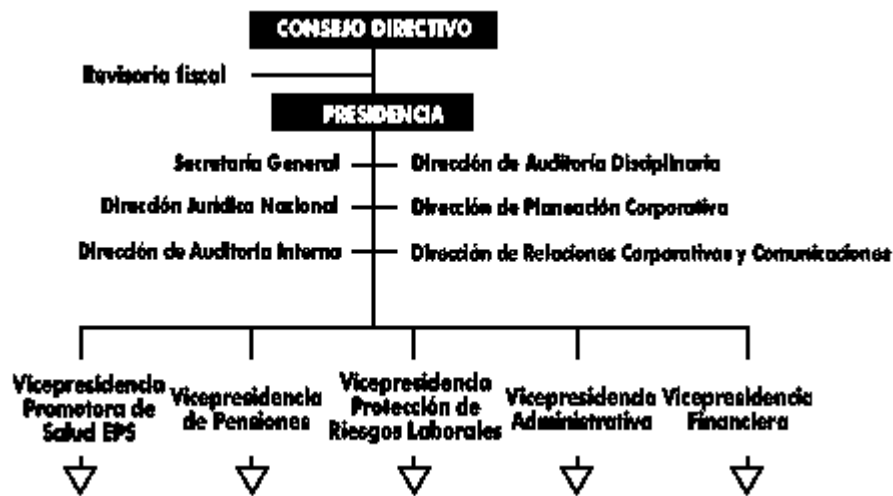 CONSEJO DIRECTIVO
Revisoría fiscal
PRESIDENCIA
Secretaría General
Dirección de Auditoría Disciplinaria
Dirección Jurídica Nacional
Dirección de Planeación Corporativa
Dirección de Auditoría Interna
Dirección de Relaciones Corporativas y Comunicaciones
Vicepresidencia
Promotora de
Salud EPS
Vicepresidencia
de Pensiones
Vicepresidencia
Protección de
Riesgos Laborales
Vicepresidencia
Administrativa
Vicepresidencia
Financiera